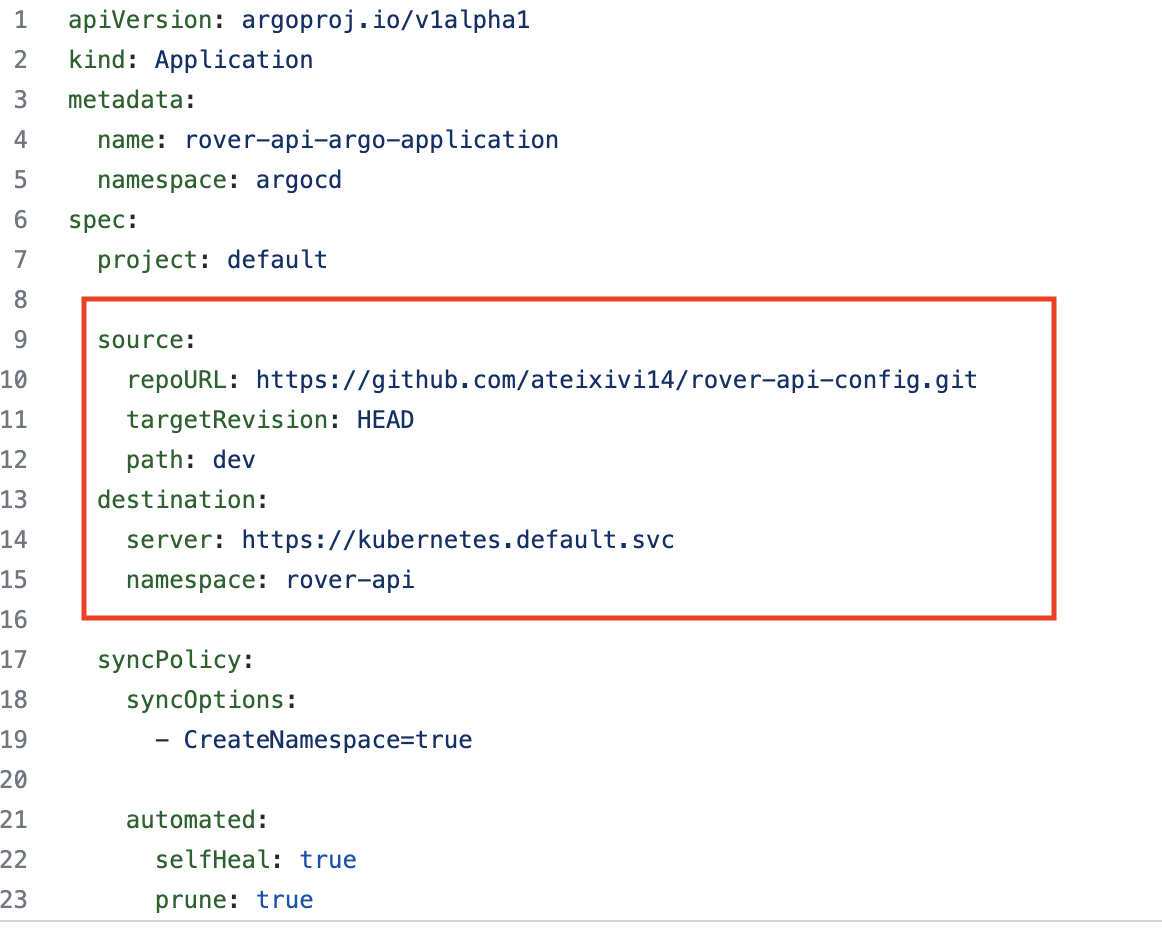 1 apiVersion: argoproj.io/v1alpha1
2 kind: Application
3 metadata:
4   name: rover-api-argo-application
5   namespace: argocd
6 spec:
7   project: default
8
9   source:
10     repoURL: https://github.com/ateixivi14/rover-api-config.git
11     targetRevision: HEAD
12     path: dev
13   destination:
14     server: https://kubernetes.default.svc
15     namespace: rover-api
16
17   syncPolicy:
18     syncOptions:
19       - CreateNamespace=true
20
21     automated:
22       selfHeal: true
23       prune: true